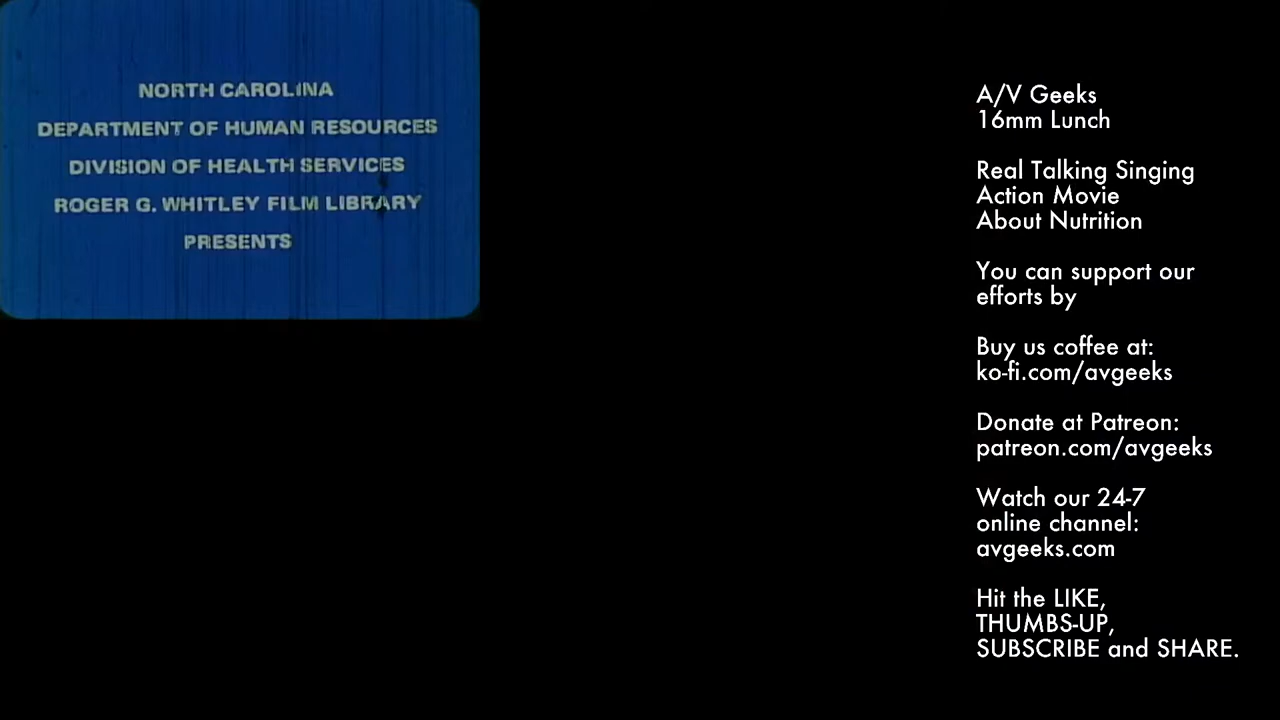 NORTH CAROLINA
DEPARTMENT OF HUMAN RESOURCES
DIVISION OF HEALTH SERVICES
ROGER G. WHITLEY FILM LIBRARY
PRESENTS
A/V Geeks
16mm Lunch
Real Talking Singing
Action Movie
About Nutrition
You can support our
efforts by
Buy us coffee at:
ko-fi.com/avgeeks
Donate at Patreon:
patreon.com/avgeeks
Watch our 24-7
online channel:
avgeeks.com
Hit the LIKE,
THUMBS-UP,
SUBSCRIBE and SHARE.